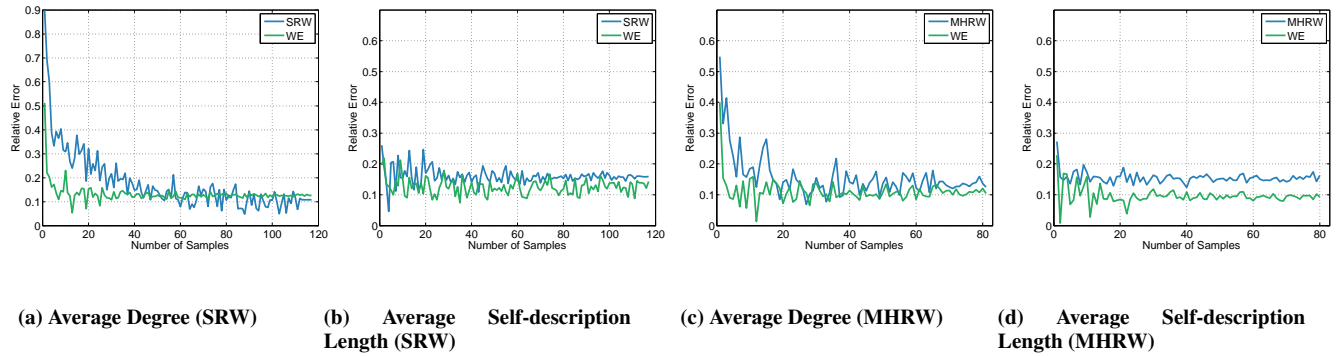 0.9
0.8
0.7
0.6
0.5
0.4
0.3
0.2
0.1
0
0 20 40 60 80 100 120
Relative Error
Number of Samples
SRW
WE
0.6
0.5
0.4
0.3
0.2
0.1
0
0 20 40 60 80 100 120
Relative Error
Number of Samples
SRW
WE
0.6
0.5
0.4
0.3
0.2
0.1
0
0 20 40 60 80
Relative Error
Number of Samples
MHRW
WE
0.6
0.5
0.4
0.3
0.2
0.1
0
0 20 40 60 80
Relative Error
Number of Samples
MHRW
WE
(a) Average Degree (SRW)
(b) Average Self-description
Length (SRW)
(c) Average Degree (MHRW)
(d) Average Self-description
Length (MHRW)